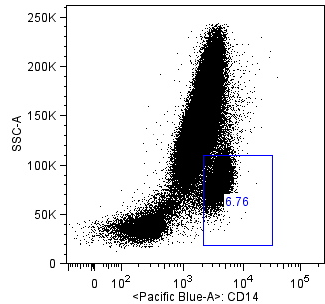 250K
200K
150K
100K
50K
0
SSC-A
6.76
0 10² 10³ 10⁴ 10⁵
<Pacific Blue-A>: CD14